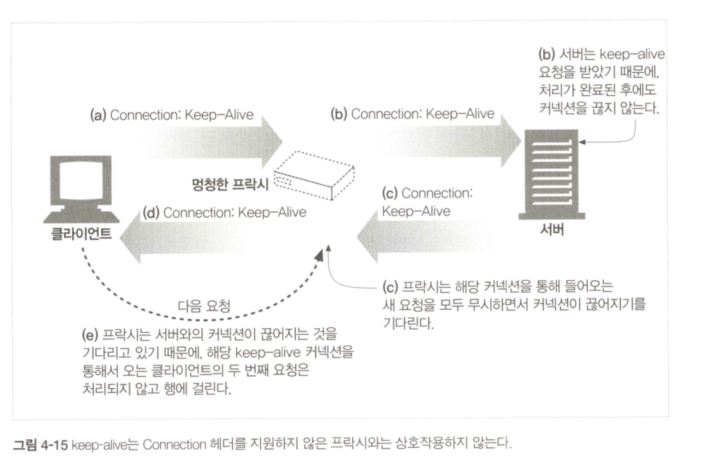 (b) 서버는 keep-alive
요청을 받았기 때문에,
처리가 완료된 후에도
커넥션을 끊지 않는다.
(a) Connection: Keep-Alive
(b) Connection: Keep-Alive
멍청한 프락시
(c) Connection:
Keep-Alive
(d) Connection: Keep-Alive
클라이언트
서버
(c) 프락시는 해당 커넥션을 통해 들어오는
새 요청을 모두 무시하면서 커넥션이 끊어지기를
기다린다.
다음 요청
(e) 프락시는 서버와의 커넥션이 끊어지는 것을
기다리고 있기 때문에, 해당 keep-alive 커넥션을
통해서 오는 클라이언트의 두 번째 요청은
처리되지 않고 행에 걸린다.
그림 4-15 keep-alive는 Connection 헤더를 지원하지 않은 프락시와는 상호작용하지 않는다.